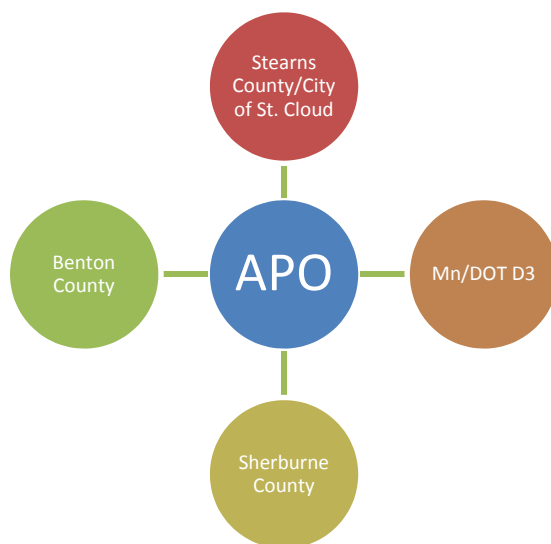 Stearns
County/City
of St. Cloud
Benton
County
APO
Mn/DOT D3
Sherburne
County